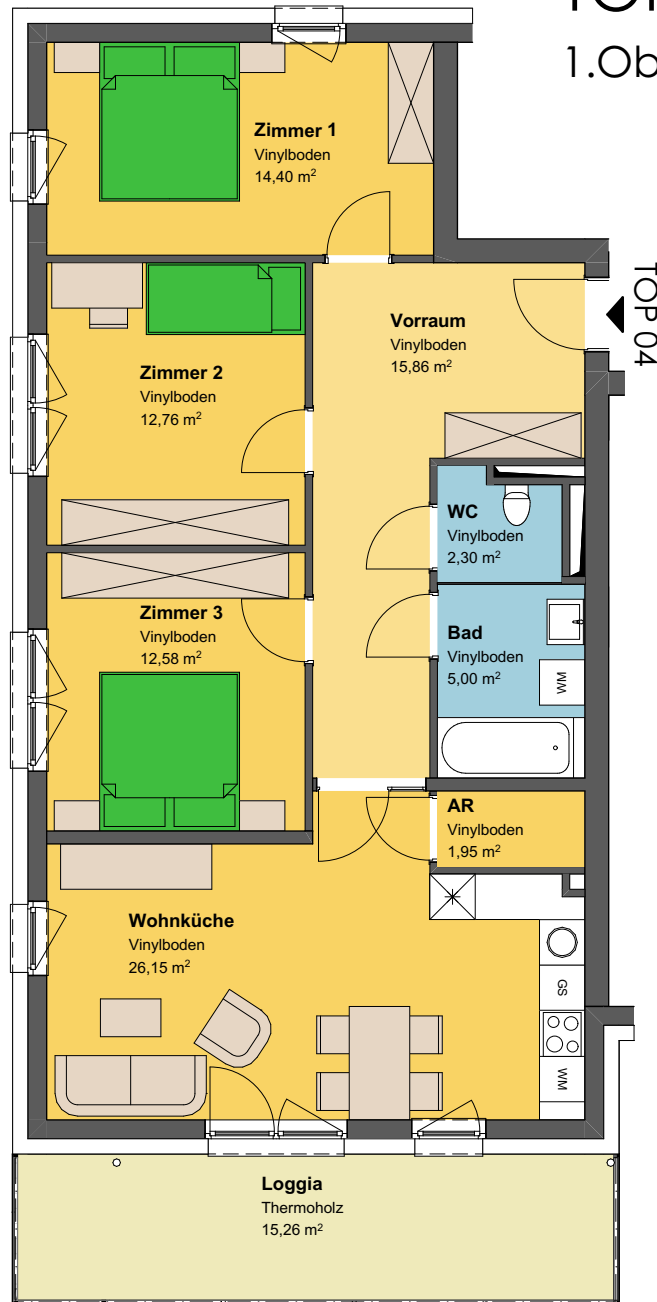 1.Ob
Zimmer 1
Vinylboden
14,40 m²
TOP 04
Vorraum
Vinylboden
15,86 m²
Zimmer 2
Vinylboden
12,76 m²
WC
Vinylboden
2,30 m²
Zimmer 3
Vinylboden
12,58 m²
Bad
Vinylboden
5,00 m²
WM
AR
Vinylboden
1,95 m²
Wohnküche
Vinylboden
26,15 m²
GS
WM
Loggia
Thermoholz
15,26 m²